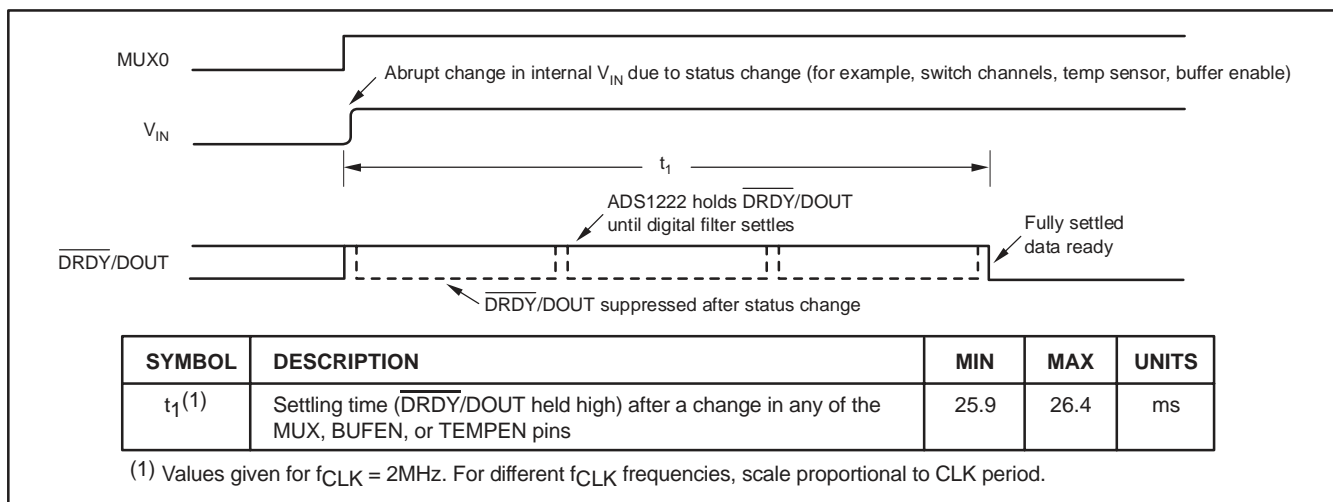 MUX0
Abrupt change in internal VIN due to status change (for example, switch channels, temp sensor, buffer enable)
VIN
t1
ADS1222 holds DRDY/DOUT
until digital filter settles
Fully settled
data ready
DRDY/DOUT
DRDY/DOUT suppressed after status change
SYMBOL DESCRIPTION MIN MAX UNITS
t1(1) Settling time (DRDY/DOUT held high) after a change in any of the 25.9 26.4 ms
MUX, BUFEN, or TEMPEN pins
(1) Values given for fCLK = 2MHz. For different fCLK frequencies, scale proportional to CLK period.